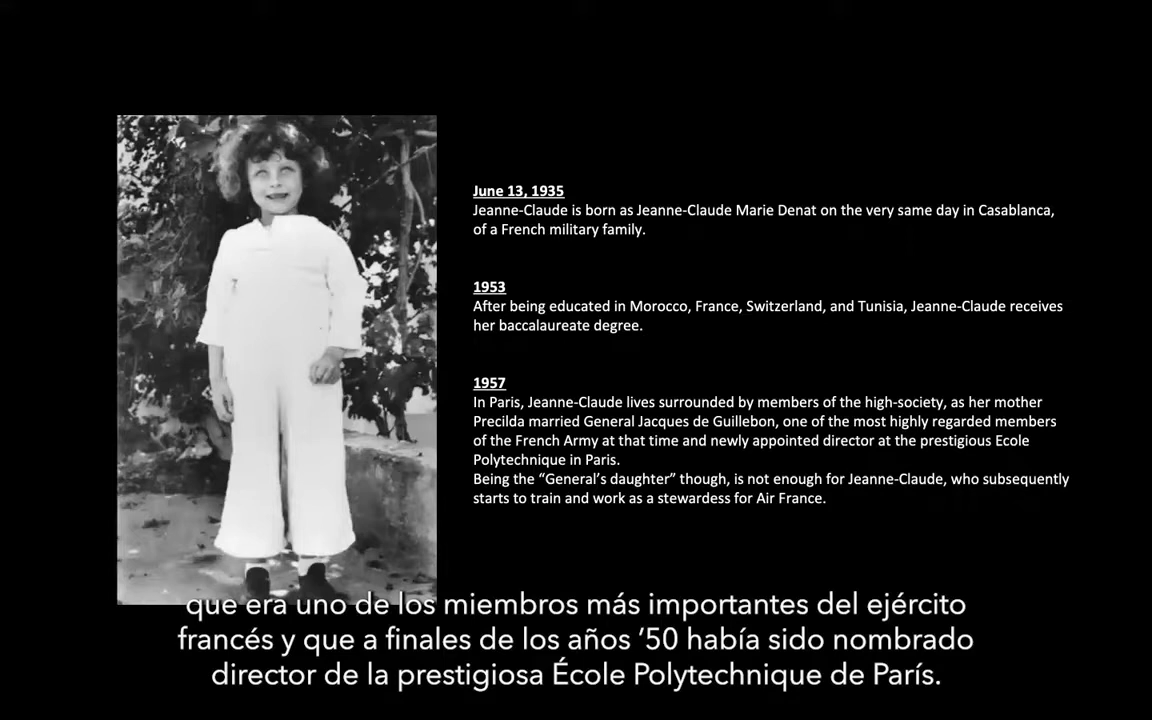 June 13, 1935
Jeanne-Claude is born as Jeanne-Claude Marie Denat on the very same day in Casablanca,
of a French military family.
1953
After being educated in Morocco, France, Switzerland, and Tunisia, Jeanne-Claude receives
her baccalaureate degree.
1957
In Paris, Jeanne-Claude lives surrounded by members of the high-society, as her mother
Precilda married General Jacques de Guillebon, one of the most highly regarded members
of the French Army at that time and newly appointed director at the prestigious Ecole
Polytechnique in Paris.
Being the “General’s daughter” though, is not enough for Jeanne-Claude, who subsequently
starts to train and work as a stewardess for Air France.
que era uno de los miembros más importantes del ejército
francés y que a finales de los años ’50 había sido nombrado
director de la prestigiosa École Polytechnique de París.